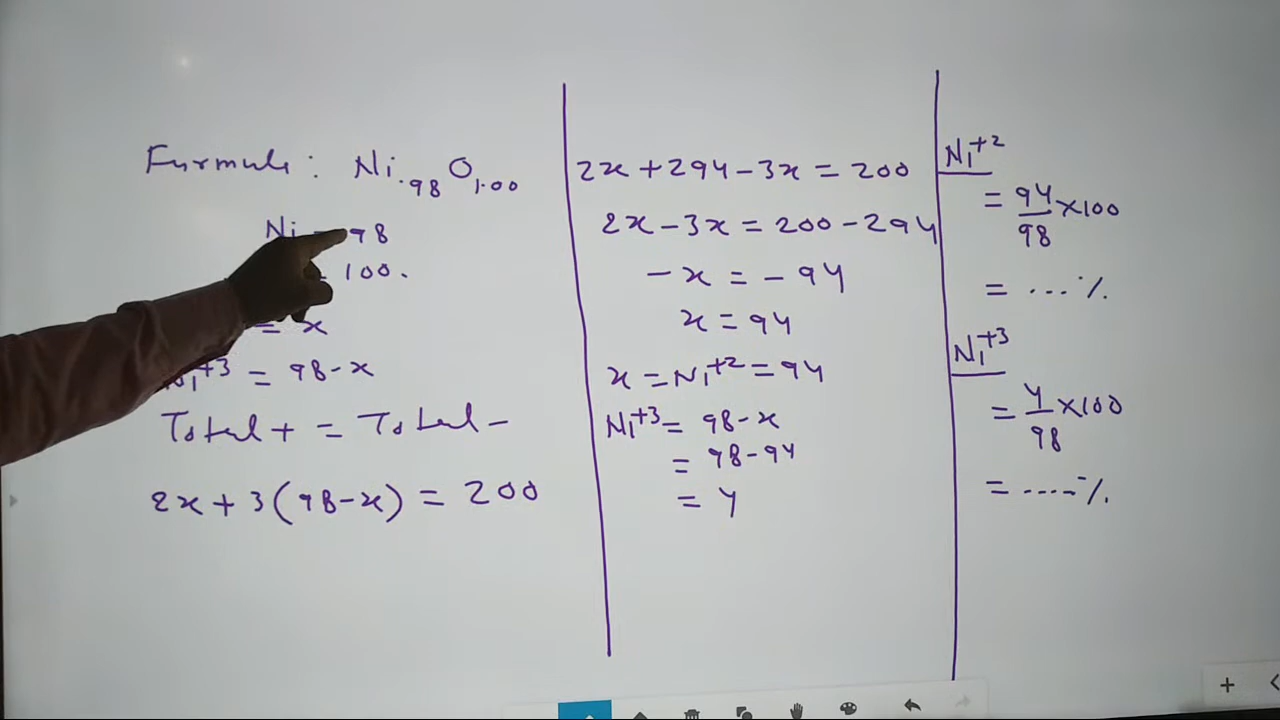 Furmule : Ni.98 O1.00
Ni = 98
= 100.
= x
Ni+3 = 98-x
Total + = Total -
2x + 3(98-x) = 200
2x + 294 - 3x = 200
2x - 3x = 200 - 294
-x = -94
x = 94
x = Ni+2 = 94
Ni+3 = 98-x
= 98-94
= 4
Ni+2
= 94/98 ×100
= ....%
Ni+3
= 4/98 ×100
= .....%